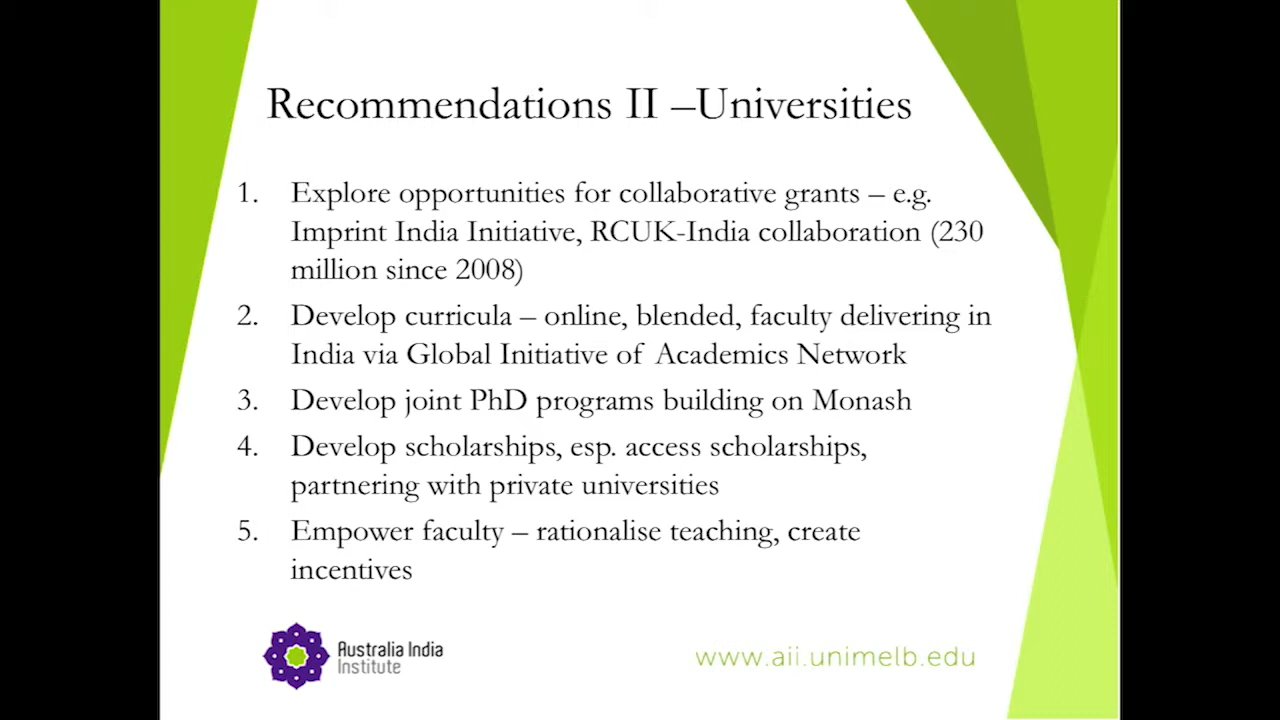 Recommendations II –Universities
1. Explore opportunities for collaborative grants – e.g.
Imprint India Initiative, RCUK-India collaboration (230
million since 2008)
2. Develop curricula – online, blended, faculty delivering in
India via Global Initiative of Academics Network
3. Develop joint PhD programs building on Monash
4. Develop scholarships, esp. access scholarships,
partnering with private universities
5. Empower faculty – rationalise teaching, create
incentives
Australia India
Institute
www.aii.unimelb.edu